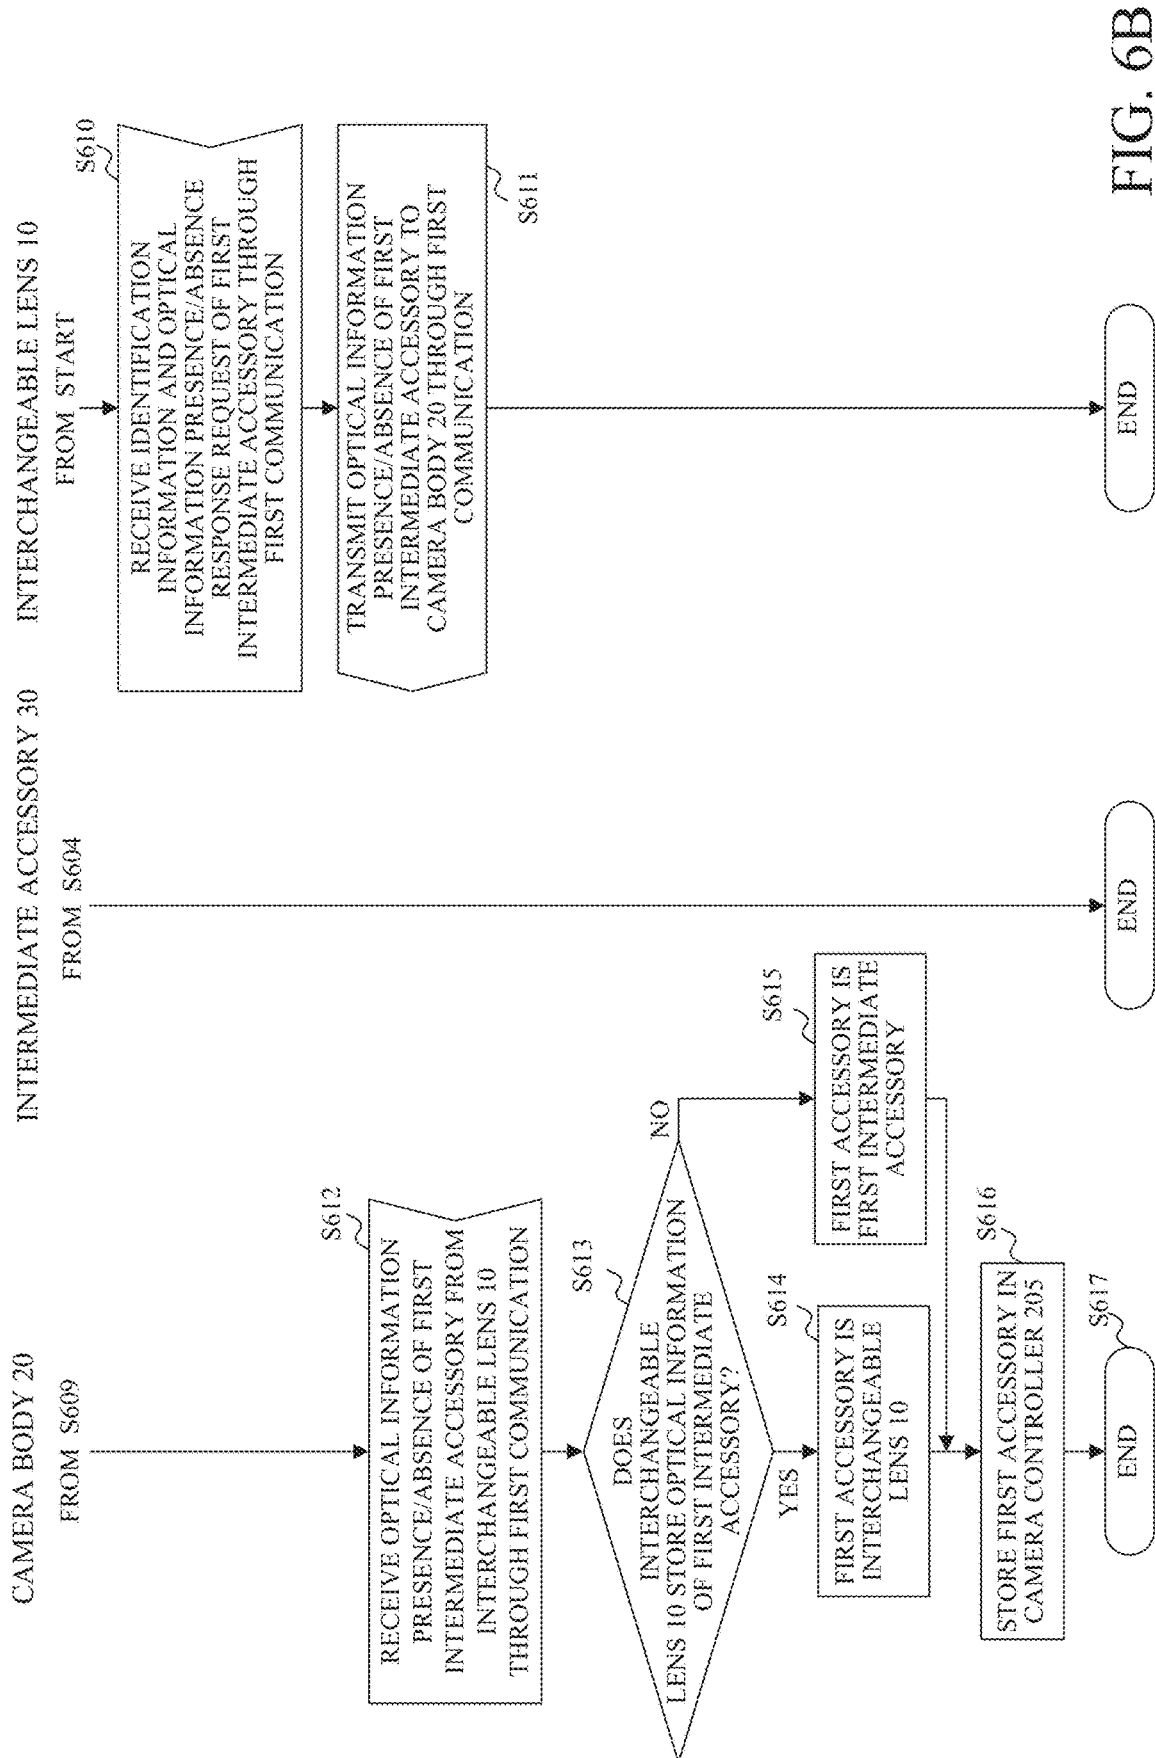 CAMERA BODY 20
FROM S609
S612
RECEIVE OPTICAL INFORMATION
PRESENCE/ABSENCE OF FIRST
INTERMEDIATE ACCESSORY FROM
INTERCHANGEABLE LENS 10
THROUGH FIRST COMMUNICATION
S613
DOES
INTERCHANGEABLE
LENS 10 STORE OPTICAL INFORMATION
OF FIRST INTERMEDIATE
ACCESSORY?
NO
YES
S614
FIRST ACCESSORY IS
INTERCHANGEABLE
LENS 10
S615
FIRST ACCESSORY IS
FIRST INTERMEDIATE
ACCESSORY
S616
STORE FIRST ACCESSORY IN
CAMERA CONTROLLER 205
S617
END
INTERMEDIATE ACCESSORY 30
FROM S604
END
INTERCHANGEABLE LENS 10
FROM START
S610
RECEIVE IDENTIFICATION
INFORMATION AND OPTICAL
INFORMATION PRESENCE/ABSENCE
RESPONSE REQUEST OF FIRST
INTERMEDIATE ACCESSORY THROUGH
FIRST COMMUNICATION
TRANSMIT OPTICAL INFORMATION
PRESENCE/ABSENCE OF FIRST
INTERMEDIATE ACCESSORY TO
CAMERA BODY 20 THROUGH FIRST
COMMUNICATION
S611
END
FIG. 6B